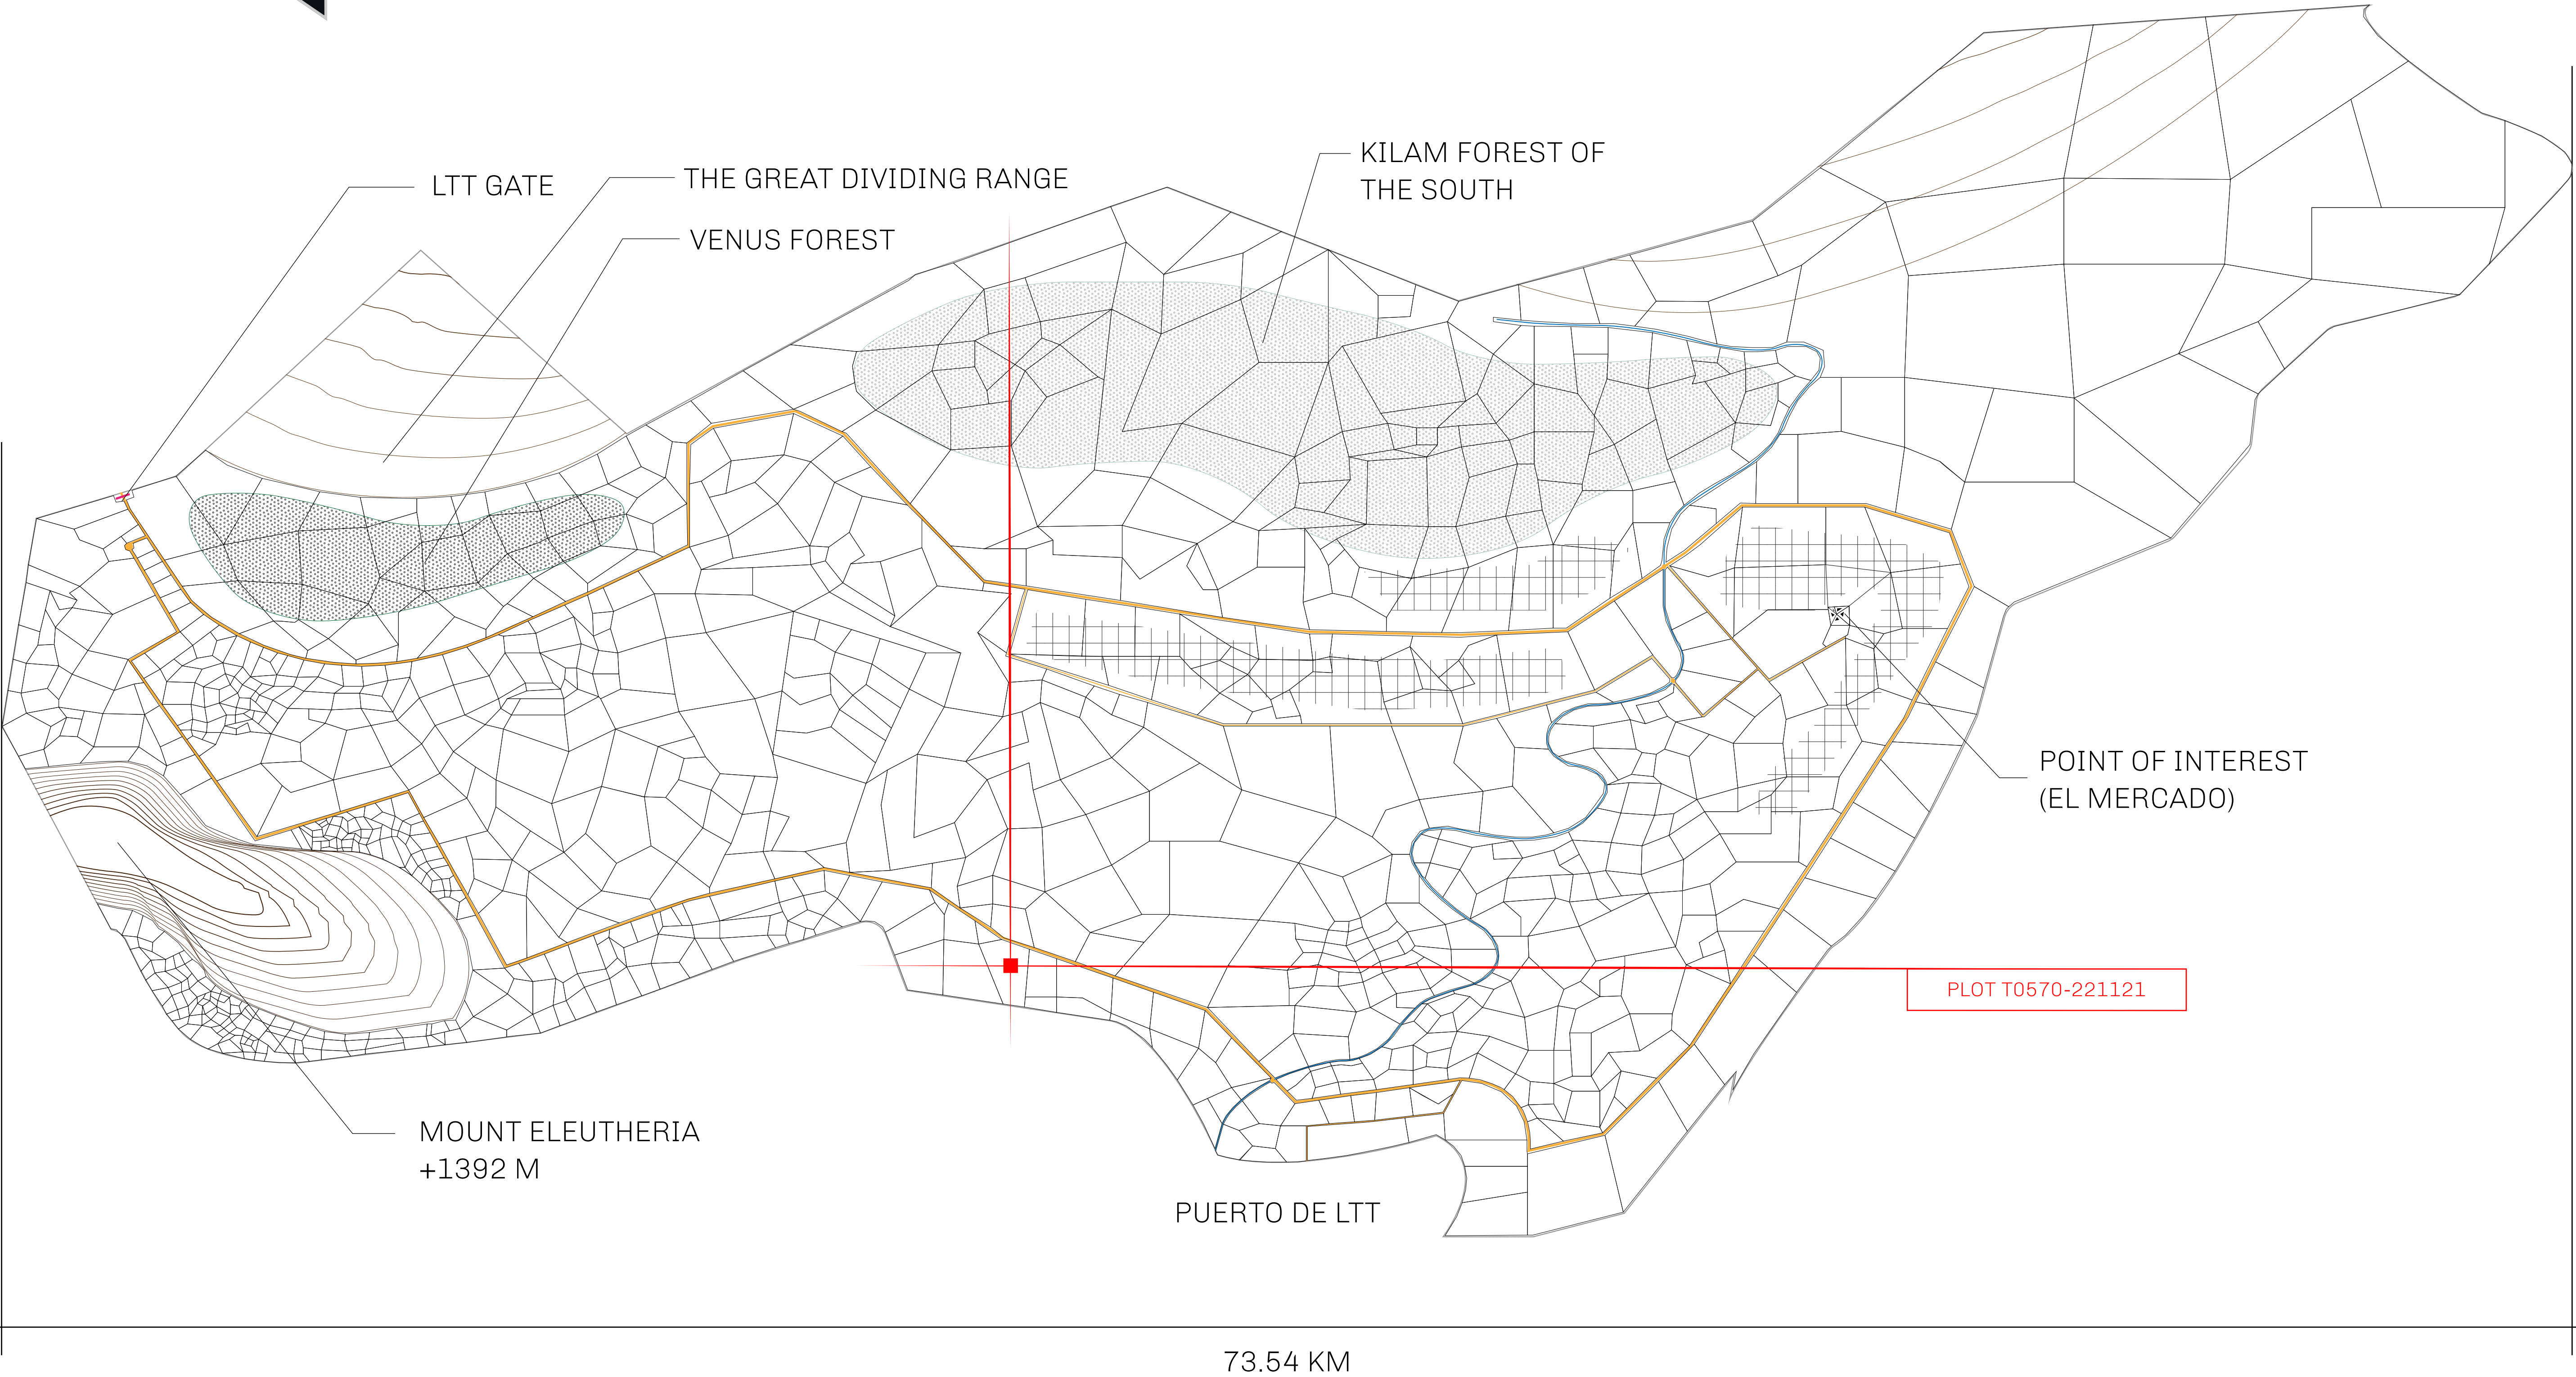 KILAM FOREST OF
THE SOUTH
LTT GATE
THE GREAT DIVIDING RANGE
VENUS FOREST
POINT OF INTEREST
(EL MERCADO)
PLOT T0570-221121
MOUNT ELEUTHERIA
+1392 M
PUERTO DE LTT
73.54 KM